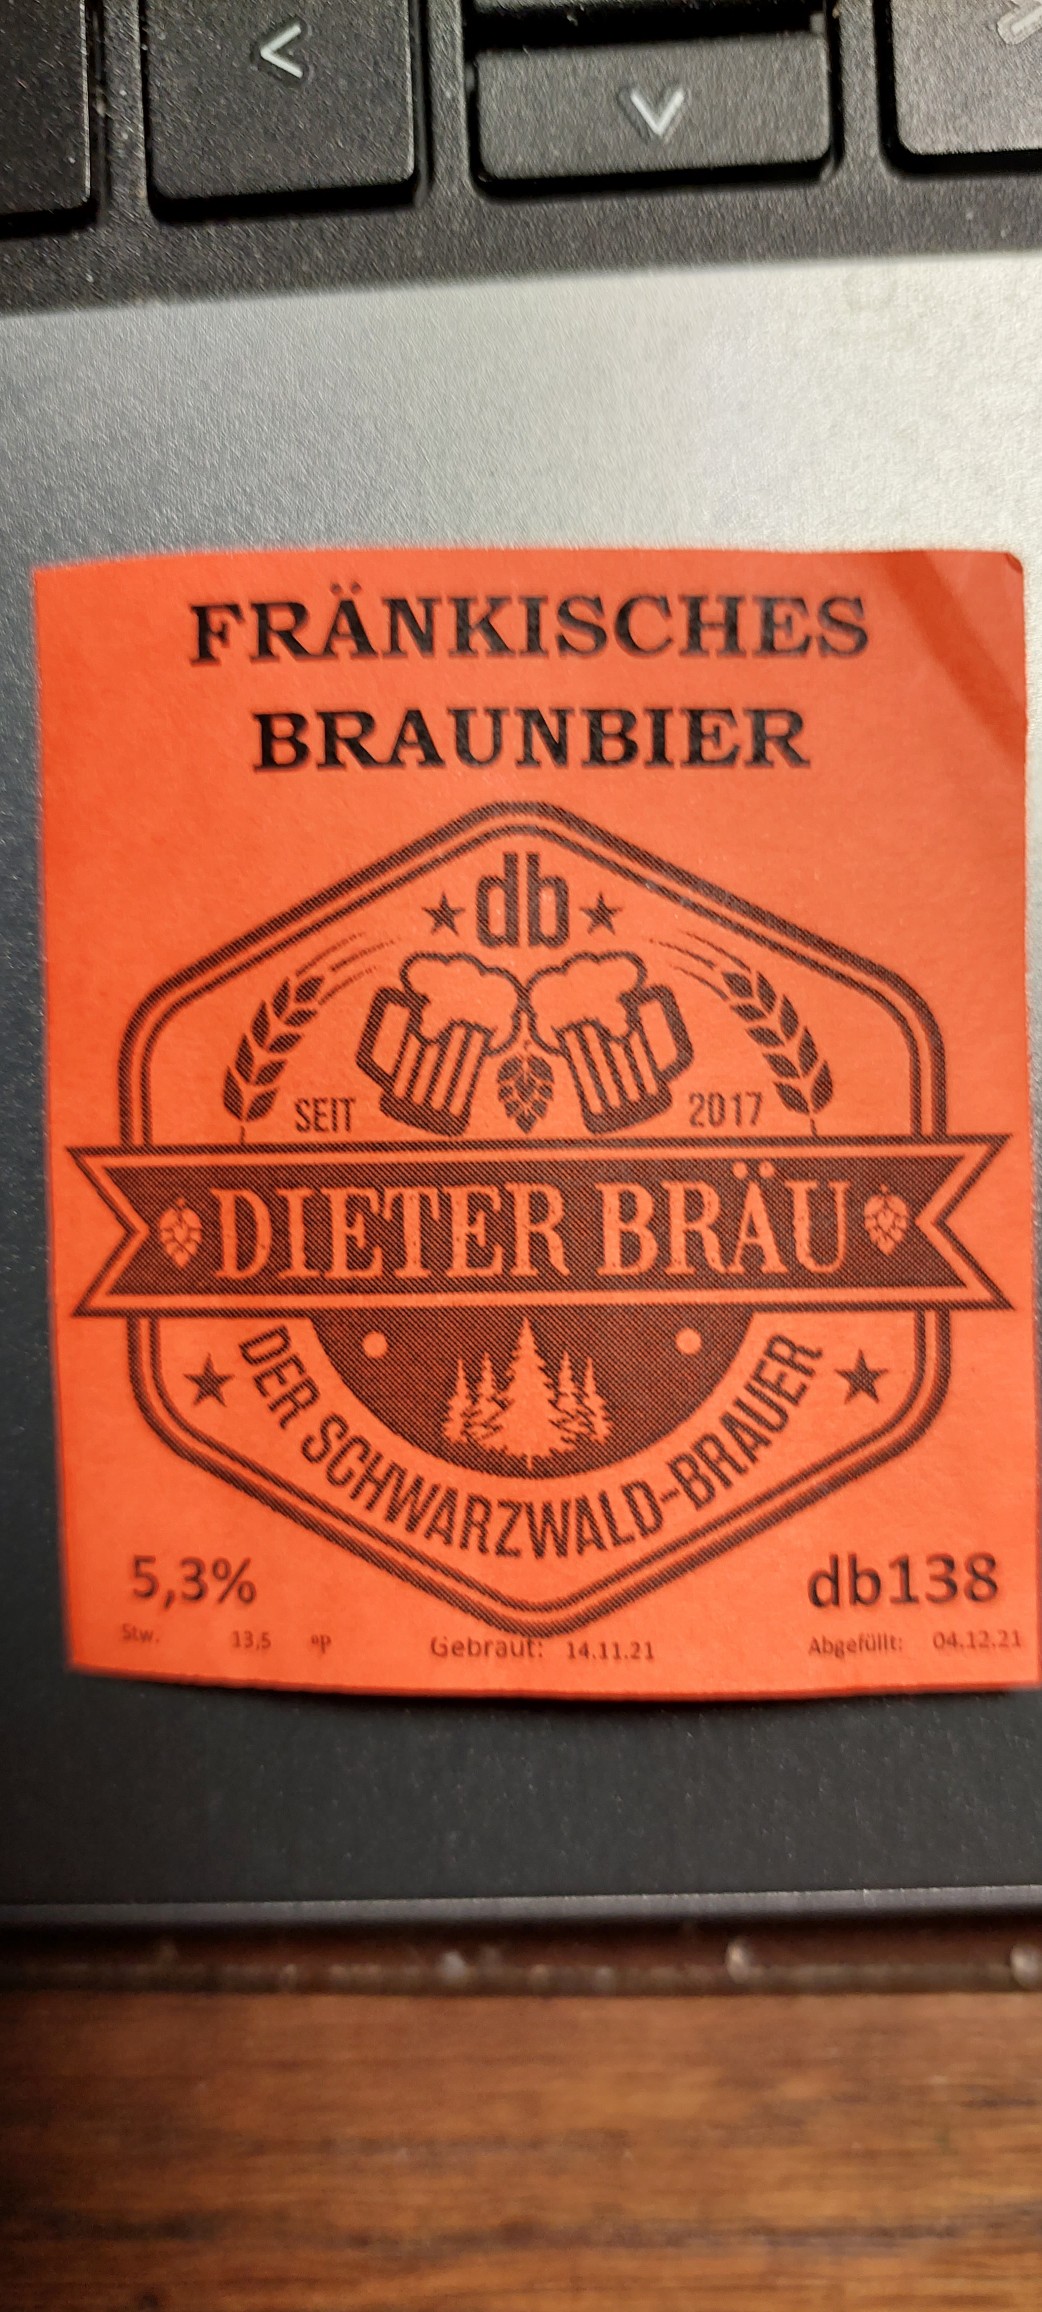 FRÄNKISCHES
BRAUNBIER
db
SEIT 2017
DIETER BRÄU
DER SCHWARZWALD-BRAUER
5,3% db138
Stw. 13,5 °P Gebraut: 14.11.21 Abgefüllt: 04.12.21